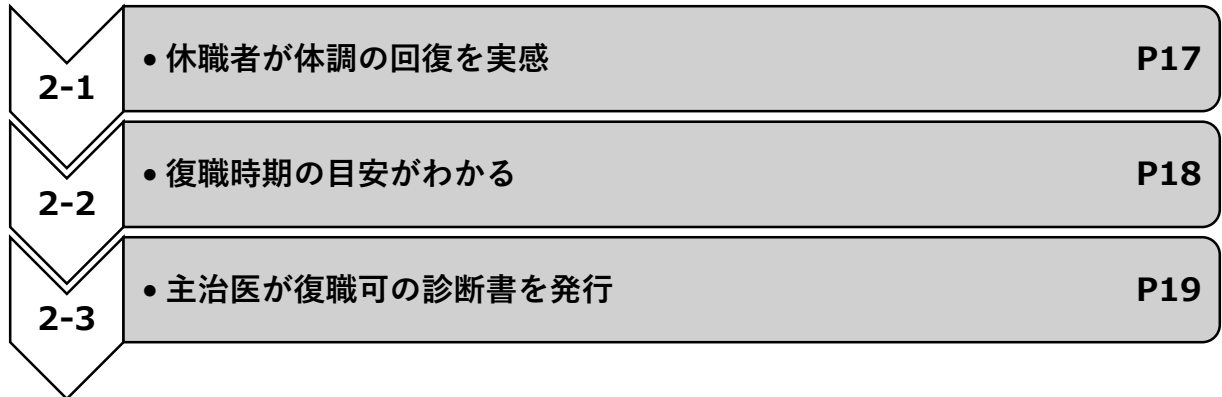 2-1
• 休職者が体調の回復を実感 P17
2-2
• 復職時期の目安がわかる P18
2-3
• 主治医が復職可の診断書を発行 P19